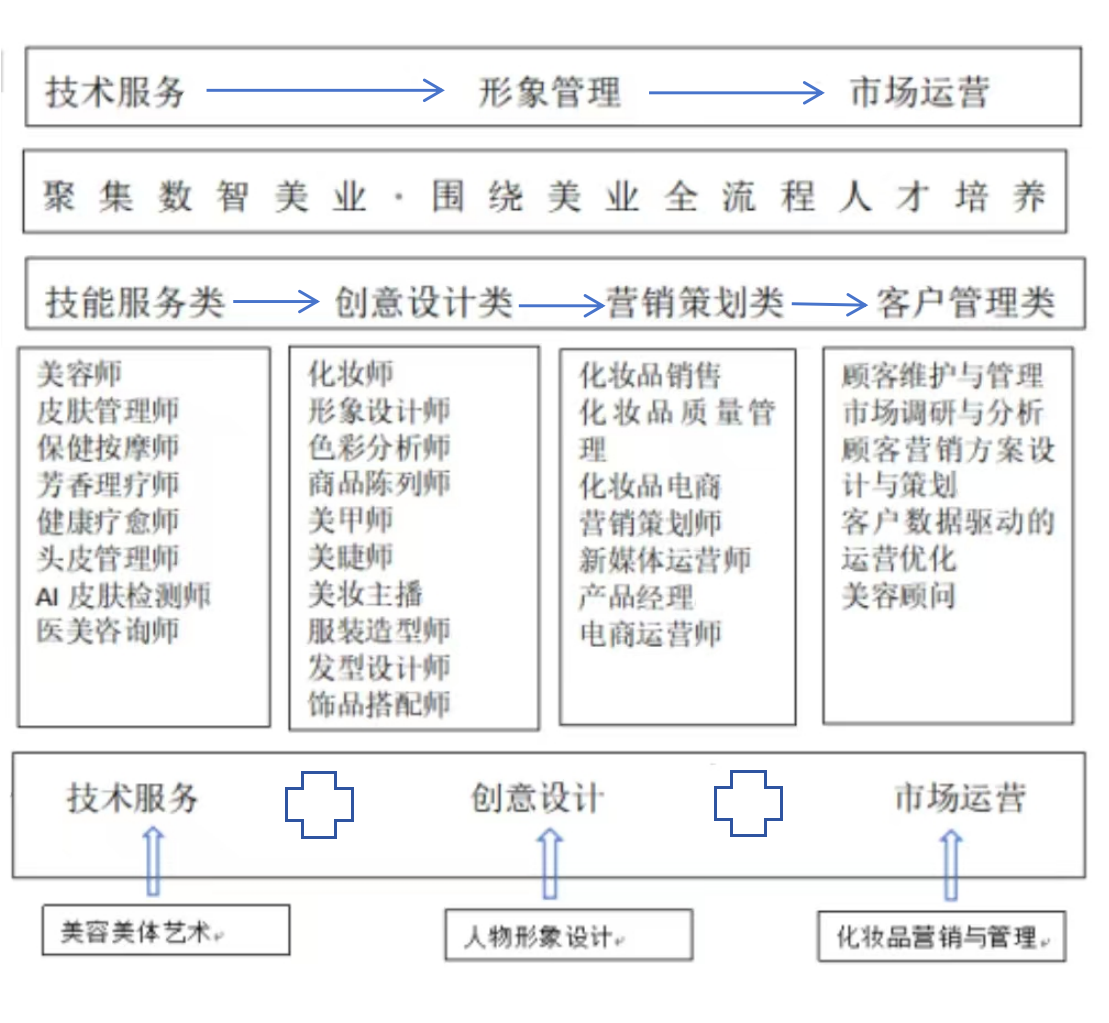 技术服务 形象管理 市场运营
聚集数智美业·围绕美业全流程人才培养
技能服务类 创意设计类 营销策划类 客户管理类
美容师
皮肤管理师
保健按摩师
芳香理疗师
健康疗愈师
头皮管理师
AI 皮肤检测师
医美咨询师
化妆师
形象设计师
色彩分析师
商品陈列师
美甲师
美睫师
美妆主播
服装造型师
发型设计师
饰品搭配师
化妆品销售
化妆品质量管
理
化妆品电商
营销策划师
新媒体运营师
产品经理
电商运营师
顾客维护与管理
市场调研与分析
顾客营销方案设
计与策划
客户数据驱动的
运营优化
美容顾问
技术服务 创意设计 市场运营
美容美体艺术 人物形象设计 化妆品营销与管理